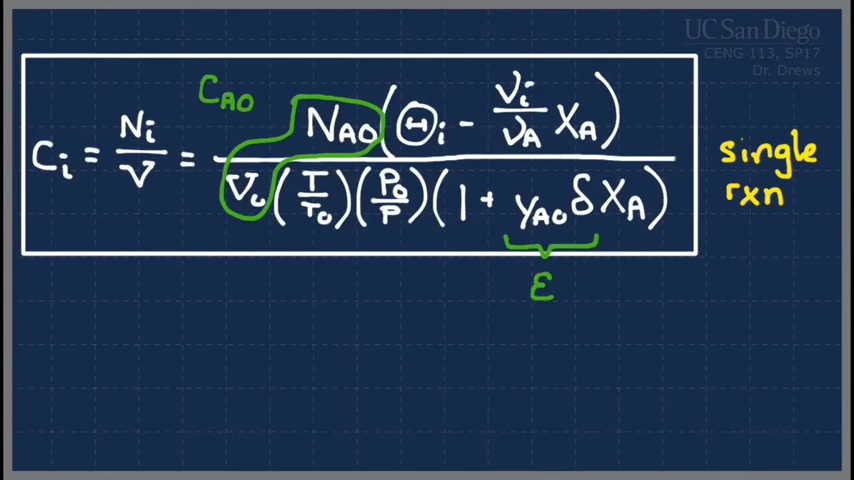 UC San Diego
CENG 113, SP17
Dr. Drews
C_A0
C_i = N_i/V = N_A0(Θ_i - ν_i/ν_A X_A) / V_0(T/T_0)(P_0/P)(1 + y_A0 δ X_A)
single
rxn
ε